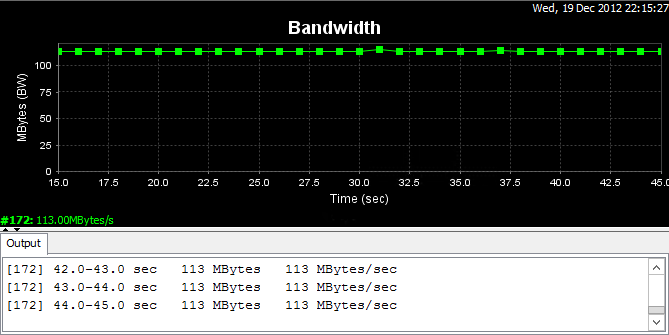 Wed, 19 Dec 2012 22:15:27
Bandwidth
MBytes (BW)
100
75
50
25
0
15.0 17.5 20.0 22.5 25.0 27.5 30.0 32.5 35.0 37.5 40.0 42.5 45.0
Time (sec)
#172: 113.00MBytes/s
Output
[172] 42.0-43.0 sec 113 MBytes 113 MBytes/sec
[172] 43.0-44.0 sec 113 MBytes 113 MBytes/sec
[172] 44.0-45.0 sec 113 MBytes 113 MBytes/sec